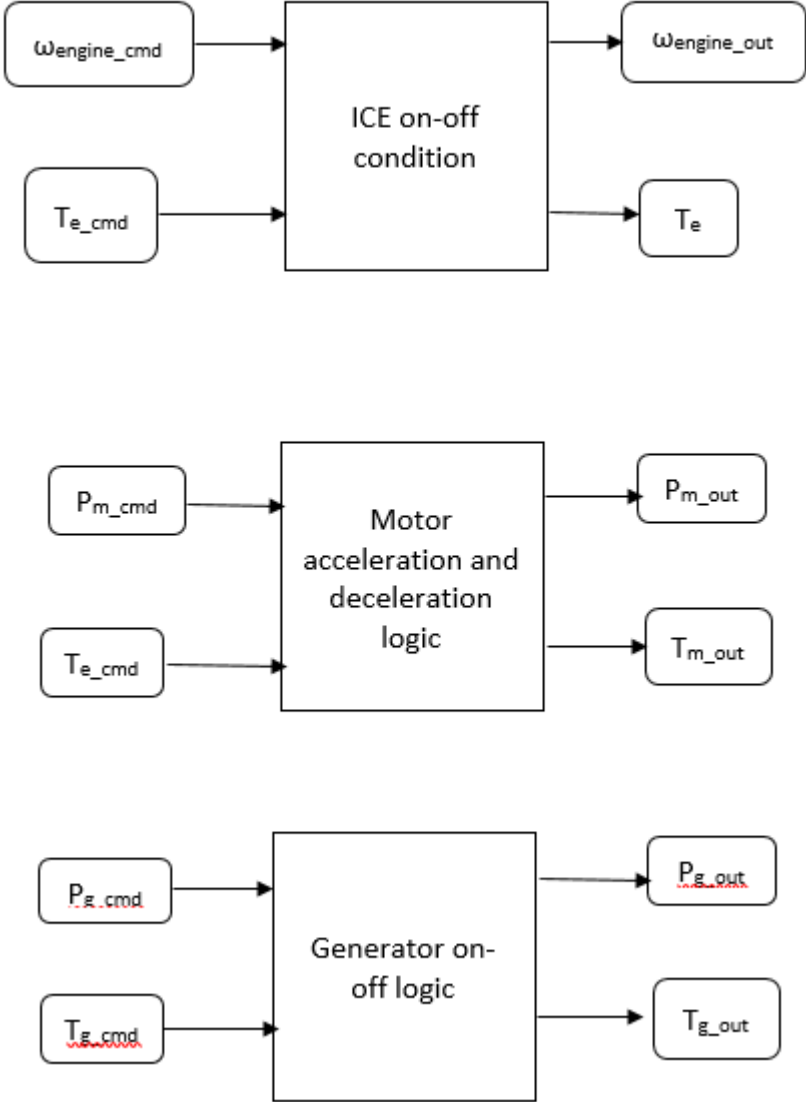 ωengine_cmd
ωengine_out
ICE on-off
condition
Te_cmd
Te
Pm_cmd
Pm_out
Motor
acceleration and
deceleration
logic
Te_cmd
Tm_out
Pg_cmd
Pg_out
Generator on-
off logic
Tg_cmd
Tg_out